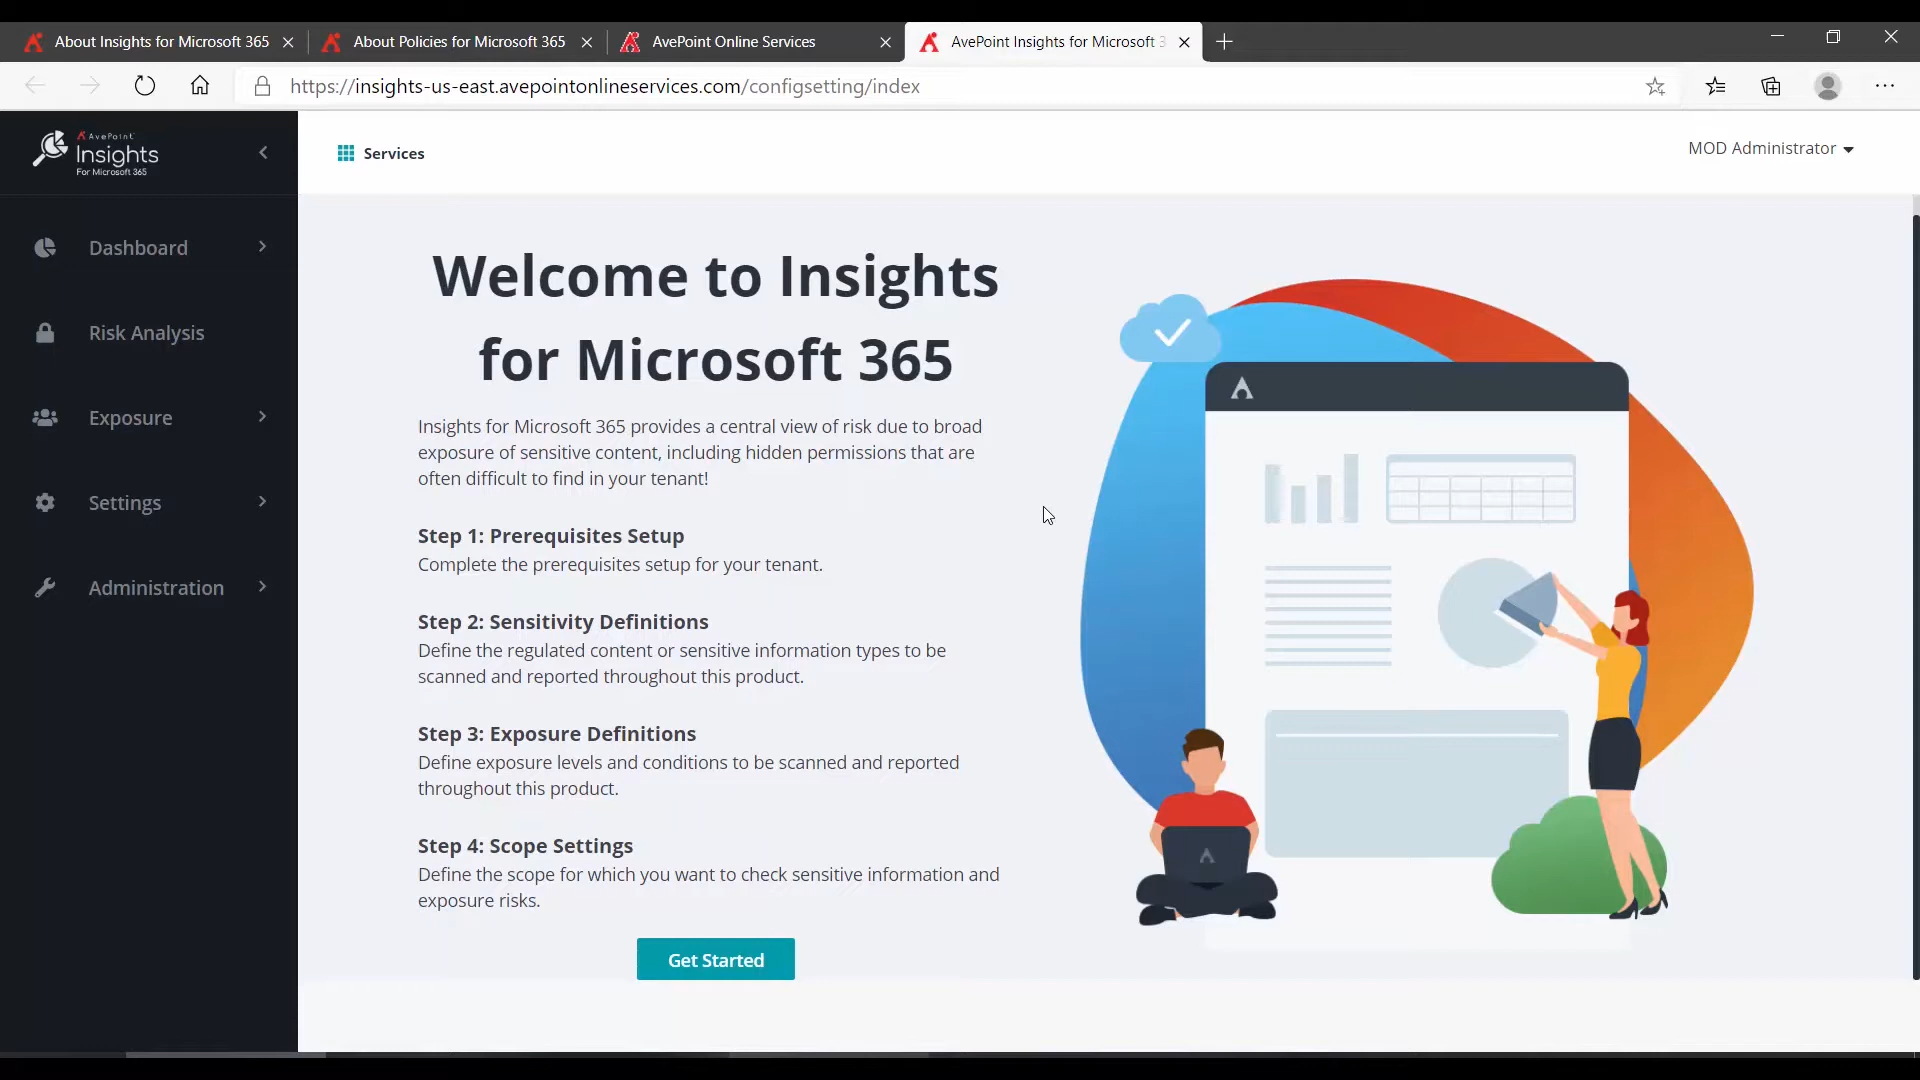 About Insights for Microsoft 365
About Policies for Microsoft 365
AvePoint Online Services
AvePoint Insights for Microsoft 3
https://insights-us-east.avepointonlineservices.com/configsetting/index
AvePoint
Insights
For Microsoft 365
Services
MOD Administrator
Dashboard
Risk Analysis
Exposure
Settings
Administration
Welcome to Insights
for Microsoft 365
Insights for Microsoft 365 provides a central view of risk due to broad
exposure of sensitive content, including hidden permissions that are
often difficult to find in your tenant!
Step 1: Prerequisites Setup
Complete the prerequisites setup for your tenant.
Step 2: Sensitivity Definitions
Define the regulated content or sensitive information types to be
scanned and reported throughout this product.
Step 3: Exposure Definitions
Define exposure levels and conditions to be scanned and reported
throughout this product.
Step 4: Scope Settings
Define the scope for which you want to check sensitive information and
exposure risks.
Get Started